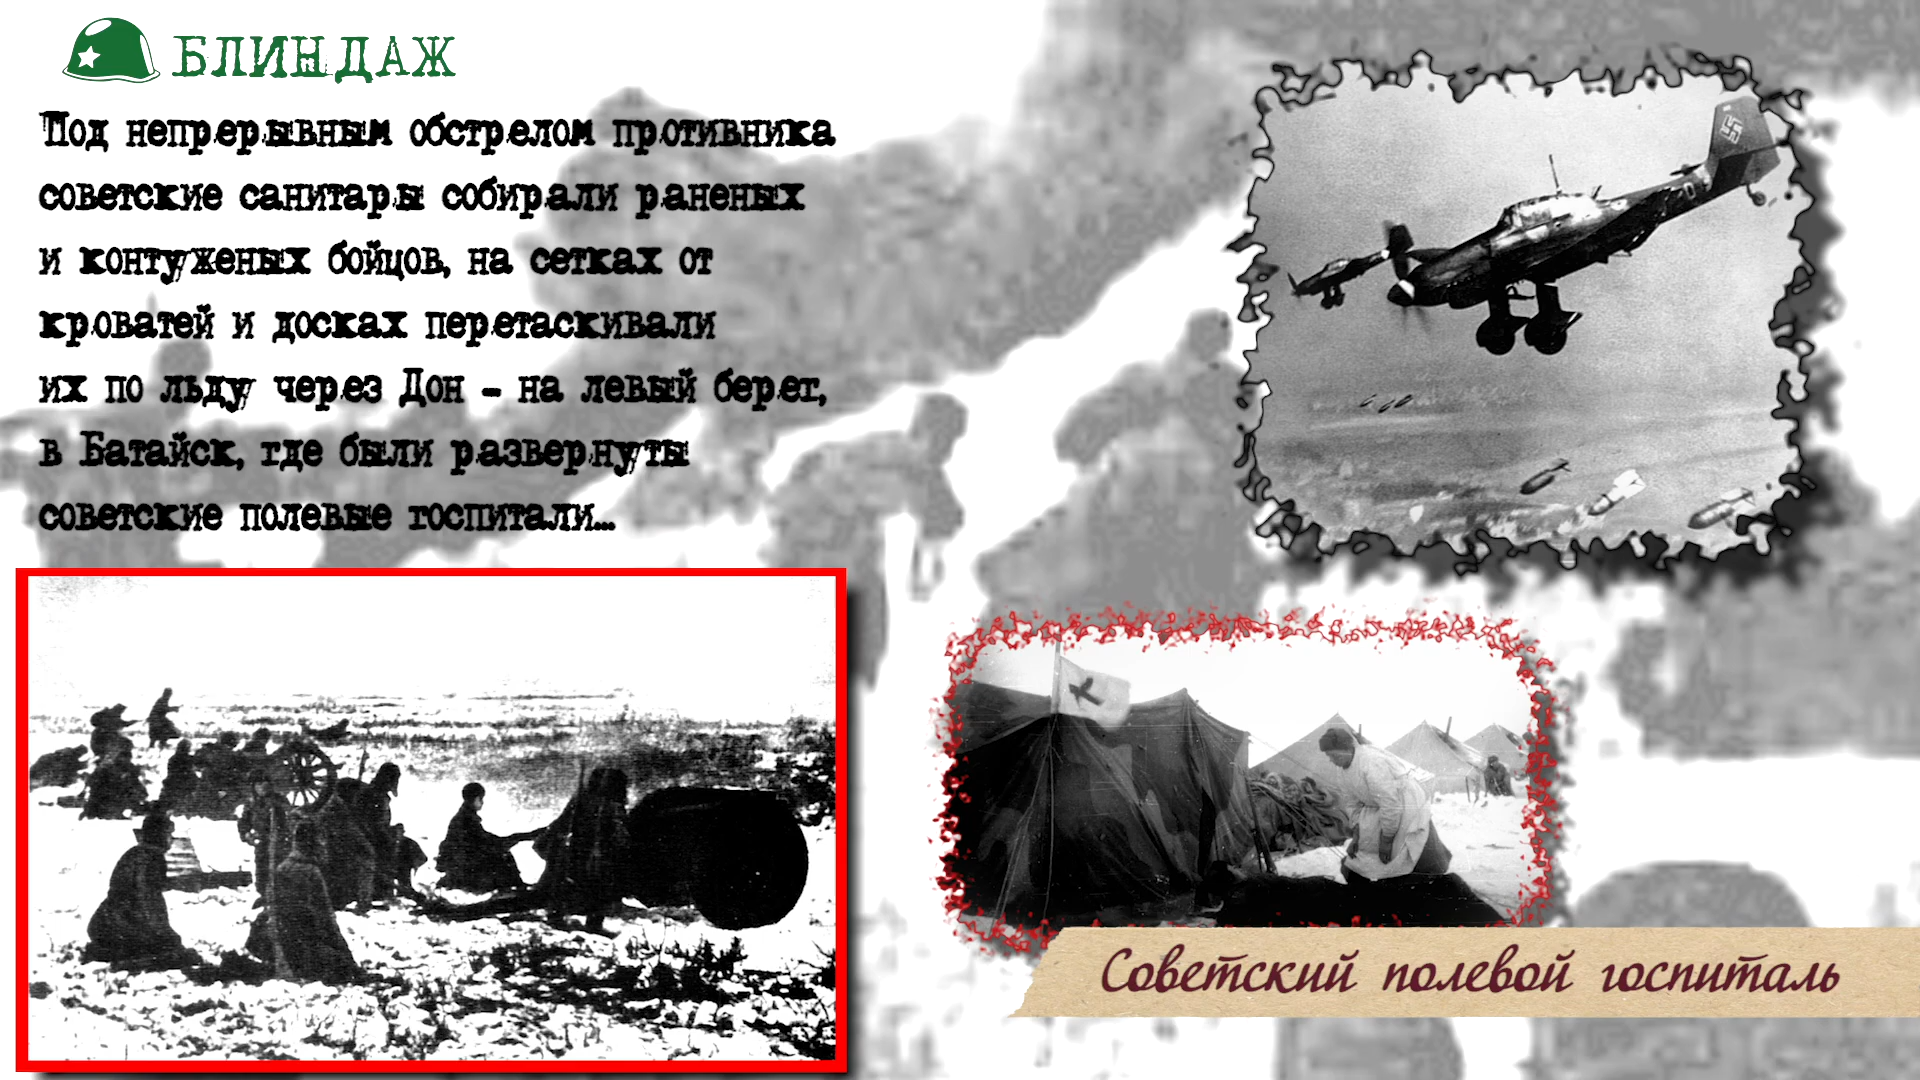 БЛИНДАЖ
Под непрерывным обстрелом противника
советские санитары собирали раненых
и контуженых бойцов, на сетках от
кроватей и досках перетаскивали
их по льду через Дон - на левый берег,
в Батайск, где были развернуты
советские полевые госпитали...
Советский полевой госпиталь